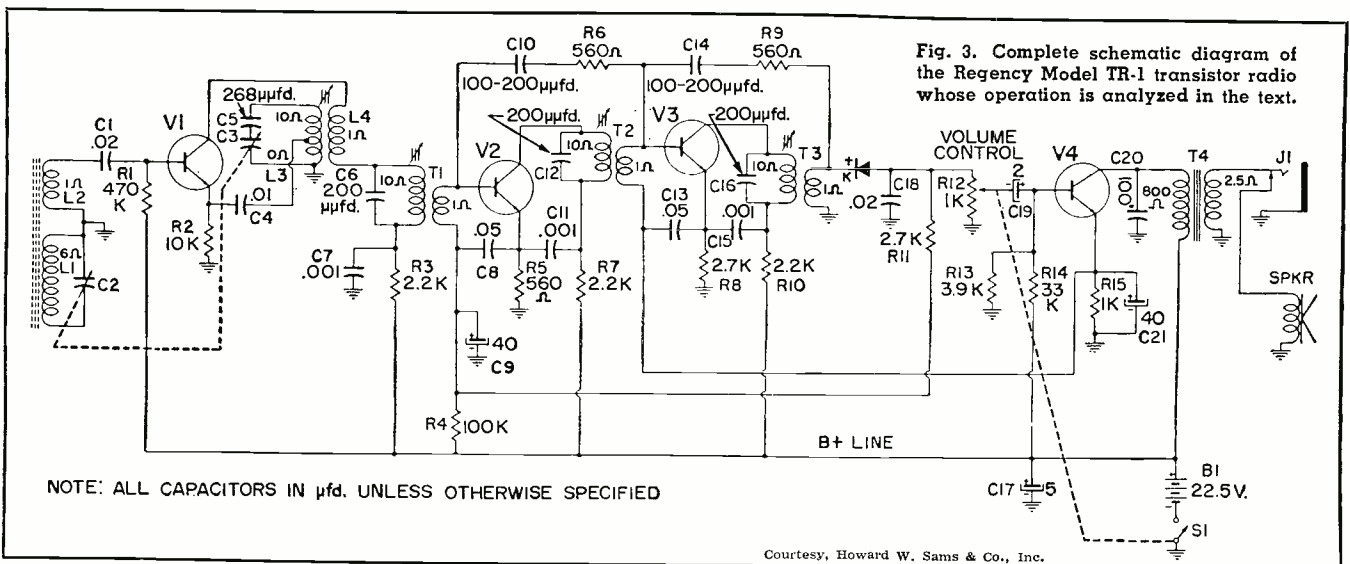 Fig. 3. Complete schematic diagram of
the Regency Model TR-1 transistor radio
whose operation is analyzed in the text.
C1
.02
V1
268µµfd.
C5
C3
10Ω
L4
1Ω
0Ω
L3
R1
470
K
1Ω
L2
6Ω
L1
C2
R2
10K
.01
C4
C6
200
µµfd.
10Ω
T1
1Ω
C7
.001
R3
2.2K
C10
100-200µµfd.
R6
560Ω
V2
200µµfd.
10Ω
C12
T2
1Ω
.05
C8
C11
.001
R5
560
Ω
R7
2.2K
40
C9
R4
100K
C14
100-200µµfd.
R9
560Ω
V3
200µµfd.
10Ω
C16
T3
1Ω
C13
.05
.001
C15
2.7K
R8
2.2K
R10
+
K
C18
.02
2.7K
R11
VOLUME
CONTROL
R12
1K
2
C19
R13
3.9K
R14
33
K
V4
C20
.001
800
Ω
T4
2.5Ω
J1
R15
1K
40
C21
SPKR
B+ LINE
C17
5
B1
22.5V.
S1
NOTE: ALL CAPACITORS IN µfd. UNLESS OTHERWISE SPECIFIED
Courtesy, Howard W. Sams & Co., Inc.